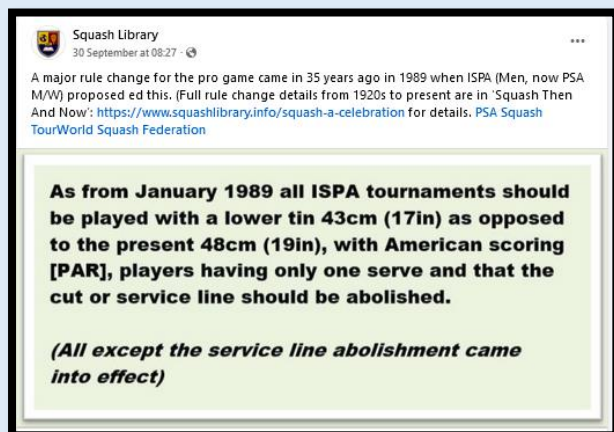 Squash Library
30 September at 08:27 ·
A major rule change for the pro game came in 35 years ago in 1989 when ISPA (Men, now PSA
M/W) proposed ed this. (Full rule change details from 1920s to present are in 'Squash Then
And Now': https://www.squashlibrary.info/squash-a-celebration for details. PSA Squash
TourWorld Squash Federation
As from January 1989 all ISPA tournaments should
be played with a lower tin 43cm (17in) as opposed
to the present 48cm (19in), with American scoring
[PAR], players having only one serve and that the
cut or service line should be abolished.
(All except the service line abolishment came
into effect)